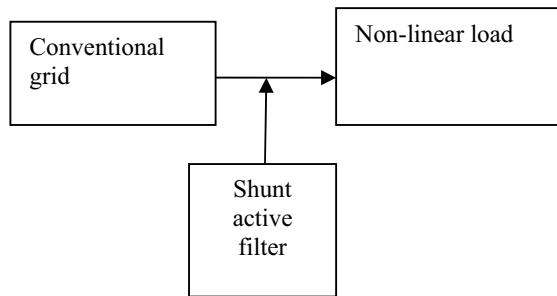 Conventional
grid
Non-linear load
Shunt
active
filter